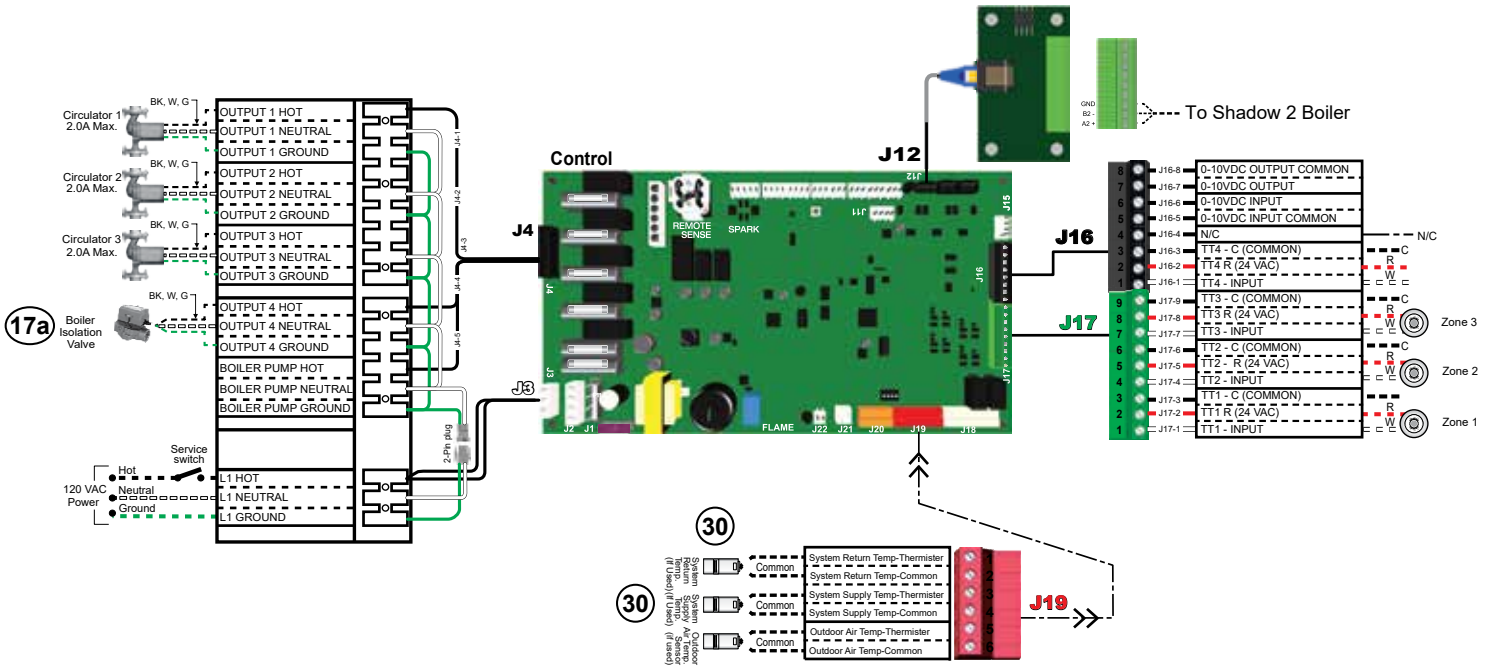 Circulator 1
2.0A Max.
BK, W, G
OUTPUT 1 HOT
OUTPUT 1 NEUTRAL
OUTPUT 1 GROUND
Circulator 2
2.0A Max.
BK, W, G
OUTPUT 2 HOT
OUTPUT 2 NEUTRAL
OUTPUT 2 GROUND
Circulator 3
2.0A Max.
BK, W, G
OUTPUT 3 HOT
OUTPUT 3 NEUTRAL
OUTPUT 3 GROUND
17a
Boiler
Isolation
Valve
BK, W, G
OUTPUT 4 HOT
OUTPUT 4 NEUTRAL
OUTPUT 4 GROUND
BOILER PUMP HOT
BOILER PUMP NEUTRAL
BOILER PUMP GROUND
Service
switch
120 VAC
Power
Hot
Neutral
Ground
L1 HOT
L1 NEUTRAL
L1 GROUND
J4-1
J4-2
J4-3
J4-4
J4-5
2-Pin plug
J4
J3
Control
J12
J12
J4
J3
REMOTE
SENSE
SPARK
J11
J15
J16
J17
J2
J1
FLAME
J22
J21
J20
J19
J18
GND
B2 -
A2 +
To Shadow 2 Boiler
J16
J17
8 J16-8 0-10VDC OUTPUT COMMON
7 J16-7 0-10VDC OUTPUT
6 J16-6 0-10VDC INPUT
5 J16-5 0-10VDC INPUT COMMON
4 J16-4 N/C N/C
3 J16-3 TT4 - C (COMMON) C
2 J16-2 TT4 R (24 VAC) R
1 J16-1 TT4 - INPUT W
9 J17-9 TT3 - C (COMMON) C
8 J17-8 TT3 R (24 VAC) R
7 J17-7 TT3 - INPUT W
Zone 3
6 J17-6 TT2 - C (COMMON) C
5 J17-5 TT2 - R (24 VAC) R
4 J17-4 TT2 - INPUT W
Zone 2
3 J17-3 TT1 - C (COMMON) C
2 J17-2 TT1 R (24 VAC) R
1 J17-1 TT1 - INPUT W
Zone 1
30
30
System
Return
Temp.
(If Used)
Common
System Return Temp-Thermister
System Return Temp-Common
2
System
Supply
Temp.
(If Used)
Common
System Supply Temp-Thermister
3
System Supply Temp-Common
4
Outdoor
Air Temp.
Sensor
(if used)
Common
Outdoor Air Temp-Thermister
5
Outdoor Air Temp-Common
6
J19